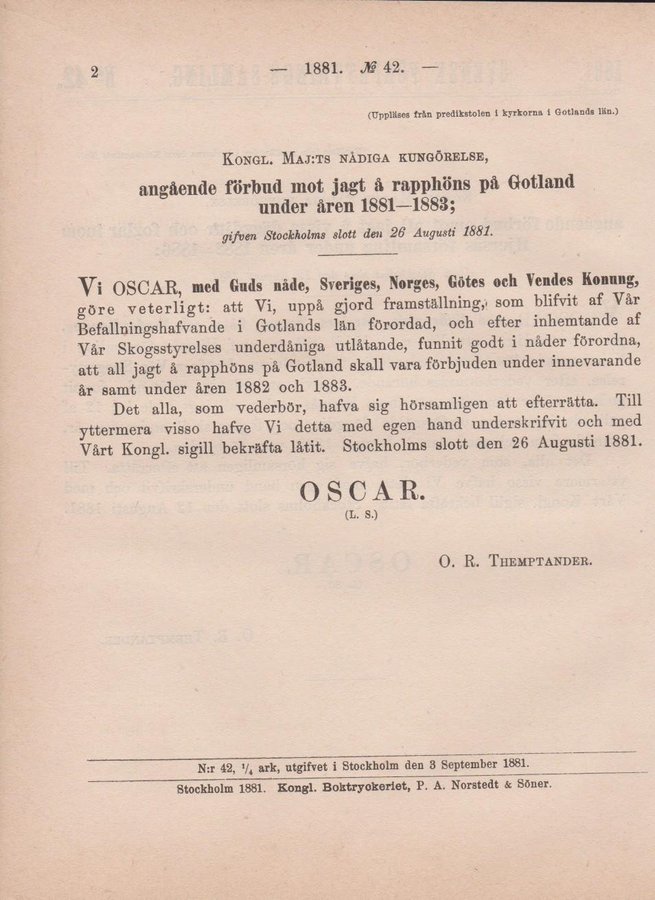 2
— 1881. № 42. —
(Uppläses från predikstolen i kyrkorna i Gotlands län.)
KONGL. MAJ:TS NÅDIGA KUNGÖRELSE,
angående förbud mot jagt å rapphöns på Gotland
under åren 1881—1883;
gifven Stockholms slott den 26 Augusti 1881.
Vi OSCAR, med Guds nåde, Sveriges, Norges, Götes och Vendes Konung,
göre veterligt: att Vi, uppå gjord framställning, som blifvit af Vår
Befallningshafvande i Gotlands län förordad, och efter inhemtande af
Vår Skogsstyrelses underdåniga utlåtande, funnit godt i nåder förordna,
att all jagt å rapphöns på Gotland skall vara förbjuden under innevarande
år samt under åren 1882 och 1883.
Det alla, som vederbör, hafva sig hörsamligen att efterrätta. Till
yttermera visso hafve Vi detta med egen hand underskrifvit och med
Vårt Kongl. sigill bekräfta låtit. Stockholms slott den 26 Augusti 1881.
OSCAR.
(L. S.)
O. R. THEMPTANDER.
N:r 42, 1/4 ark, utgifvet i Stockholm den 3 September 1881.
Stockholm 1881. Kongl. Boktryckeriet, P. A. Norstedt & Söner.